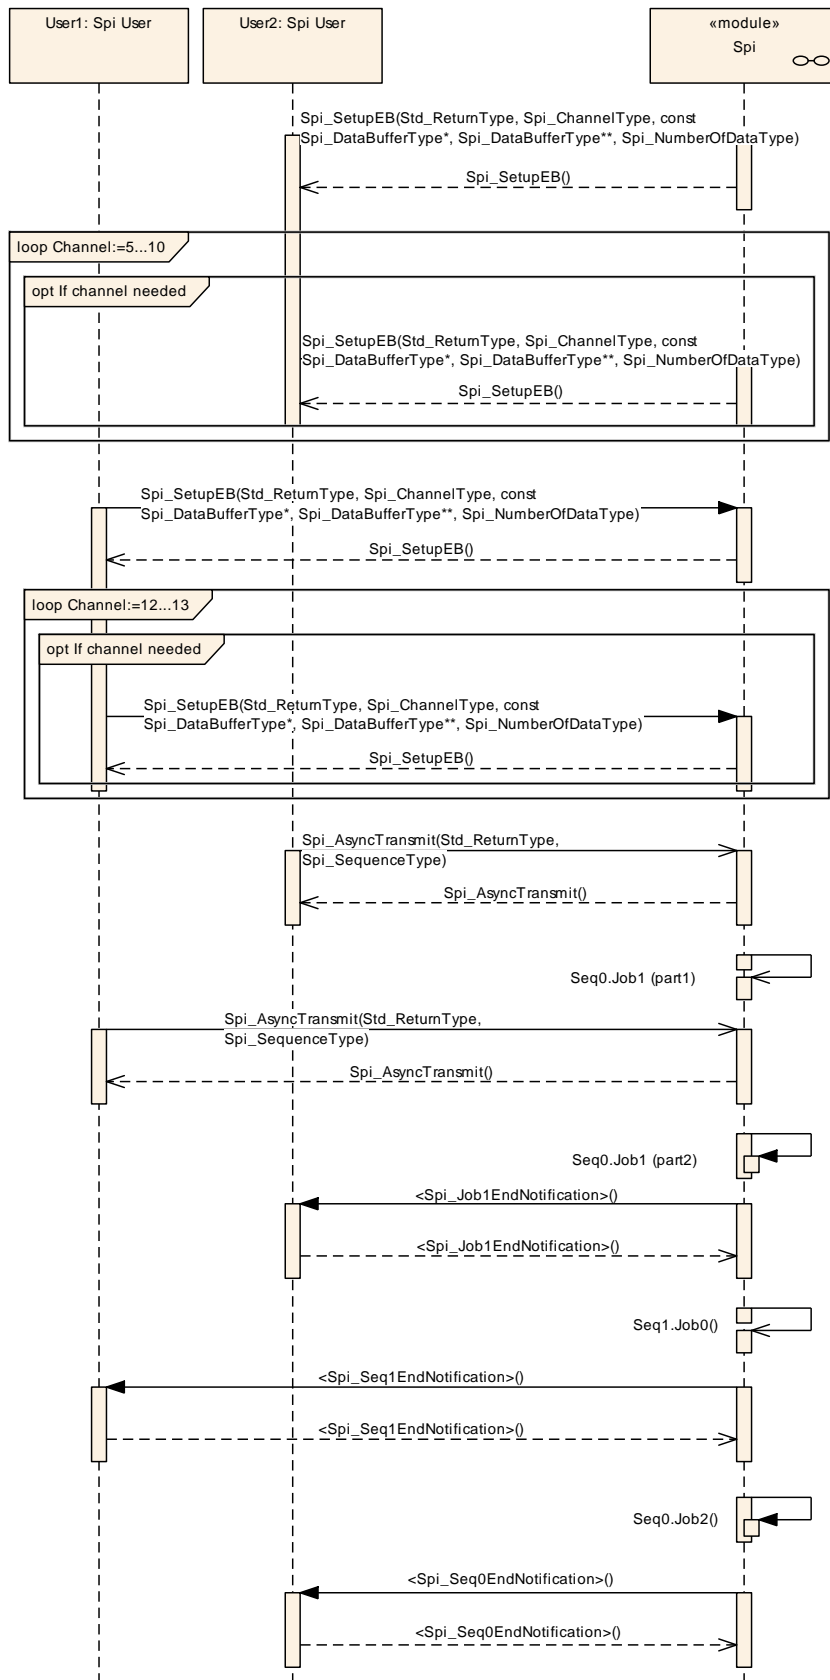 User1: Spi User
User2: Spi User
«module»
Spi
Spi_SetupEB(Std_ReturnType, Spi_ChannelType, const
Spi_DataBufferType*, Spi_DataBufferType**, Spi_NumberOfDataType)
Spi_SetupEB()
loop Channel:=5...10
opt If channel needed
Spi_SetupEB(Std_ReturnType, Spi_ChannelType, const
Spi_DataBufferType*, Spi_DataBufferType**, Spi_NumberOfDataType)
Spi_SetupEB()
Spi_SetupEB(Std_ReturnType, Spi_ChannelType, const
Spi_DataBufferType*, Spi_DataBufferType**, Spi_NumberOfDataType)
Spi_SetupEB()
loop Channel:=12...13
opt If channel needed
Spi_SetupEB(Std_ReturnType, Spi_ChannelType, const
Spi_DataBufferType*, Spi_DataBufferType**, Spi_NumberOfDataType)
Spi_SetupEB()
Spi_AsyncTransmit(Std_ReturnType,
Spi_SequenceType)
Spi_AsyncTransmit()
Seq0.Job1 (part1)
Spi_AsyncTransmit(Std_ReturnType,
Spi_SequenceType)
Spi_AsyncTransmit()
Seq0.Job1 (part2)
<Spi_Job1EndNotification>()
<Spi_Job1EndNotification>()
Seq1.Job0()
<Spi_Seq1EndNotification>()
<Spi_Seq1EndNotification>()
Seq0.Job2()
<Spi_Seq0EndNotification>()
<Spi_Seq0EndNotification>()